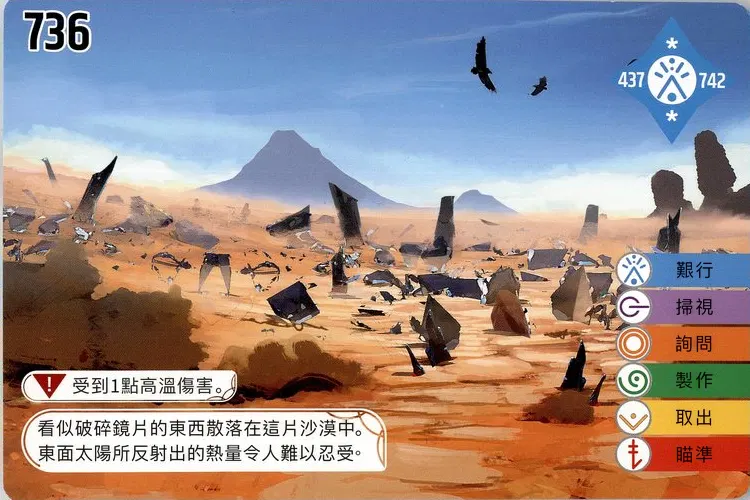 736
*
437 742
*
艱行
掃視
詢問
製作
取出
瞄準
! 受到1點高溫傷害。
看似破碎鏡片的東西散落在這片沙漠中。
東面太陽所反射出的熱量令人難以忍受。